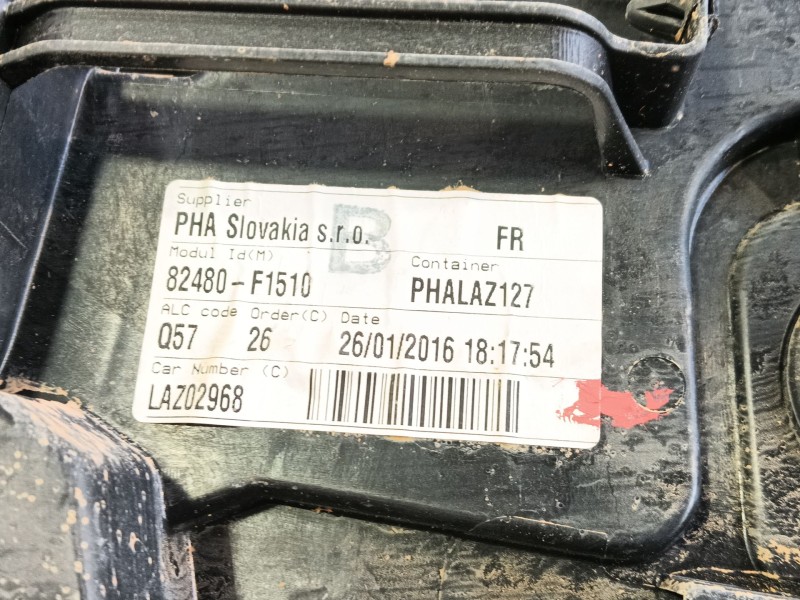 Supplier
PHA Slovakia s.r.o. B FR
Modul Id(M) Container
82480-F1510 PHALAZ127
ALC code Order(C) Date
Q57 26 26/01/2016 18:17:54
Car Number (C)
LAZ02968